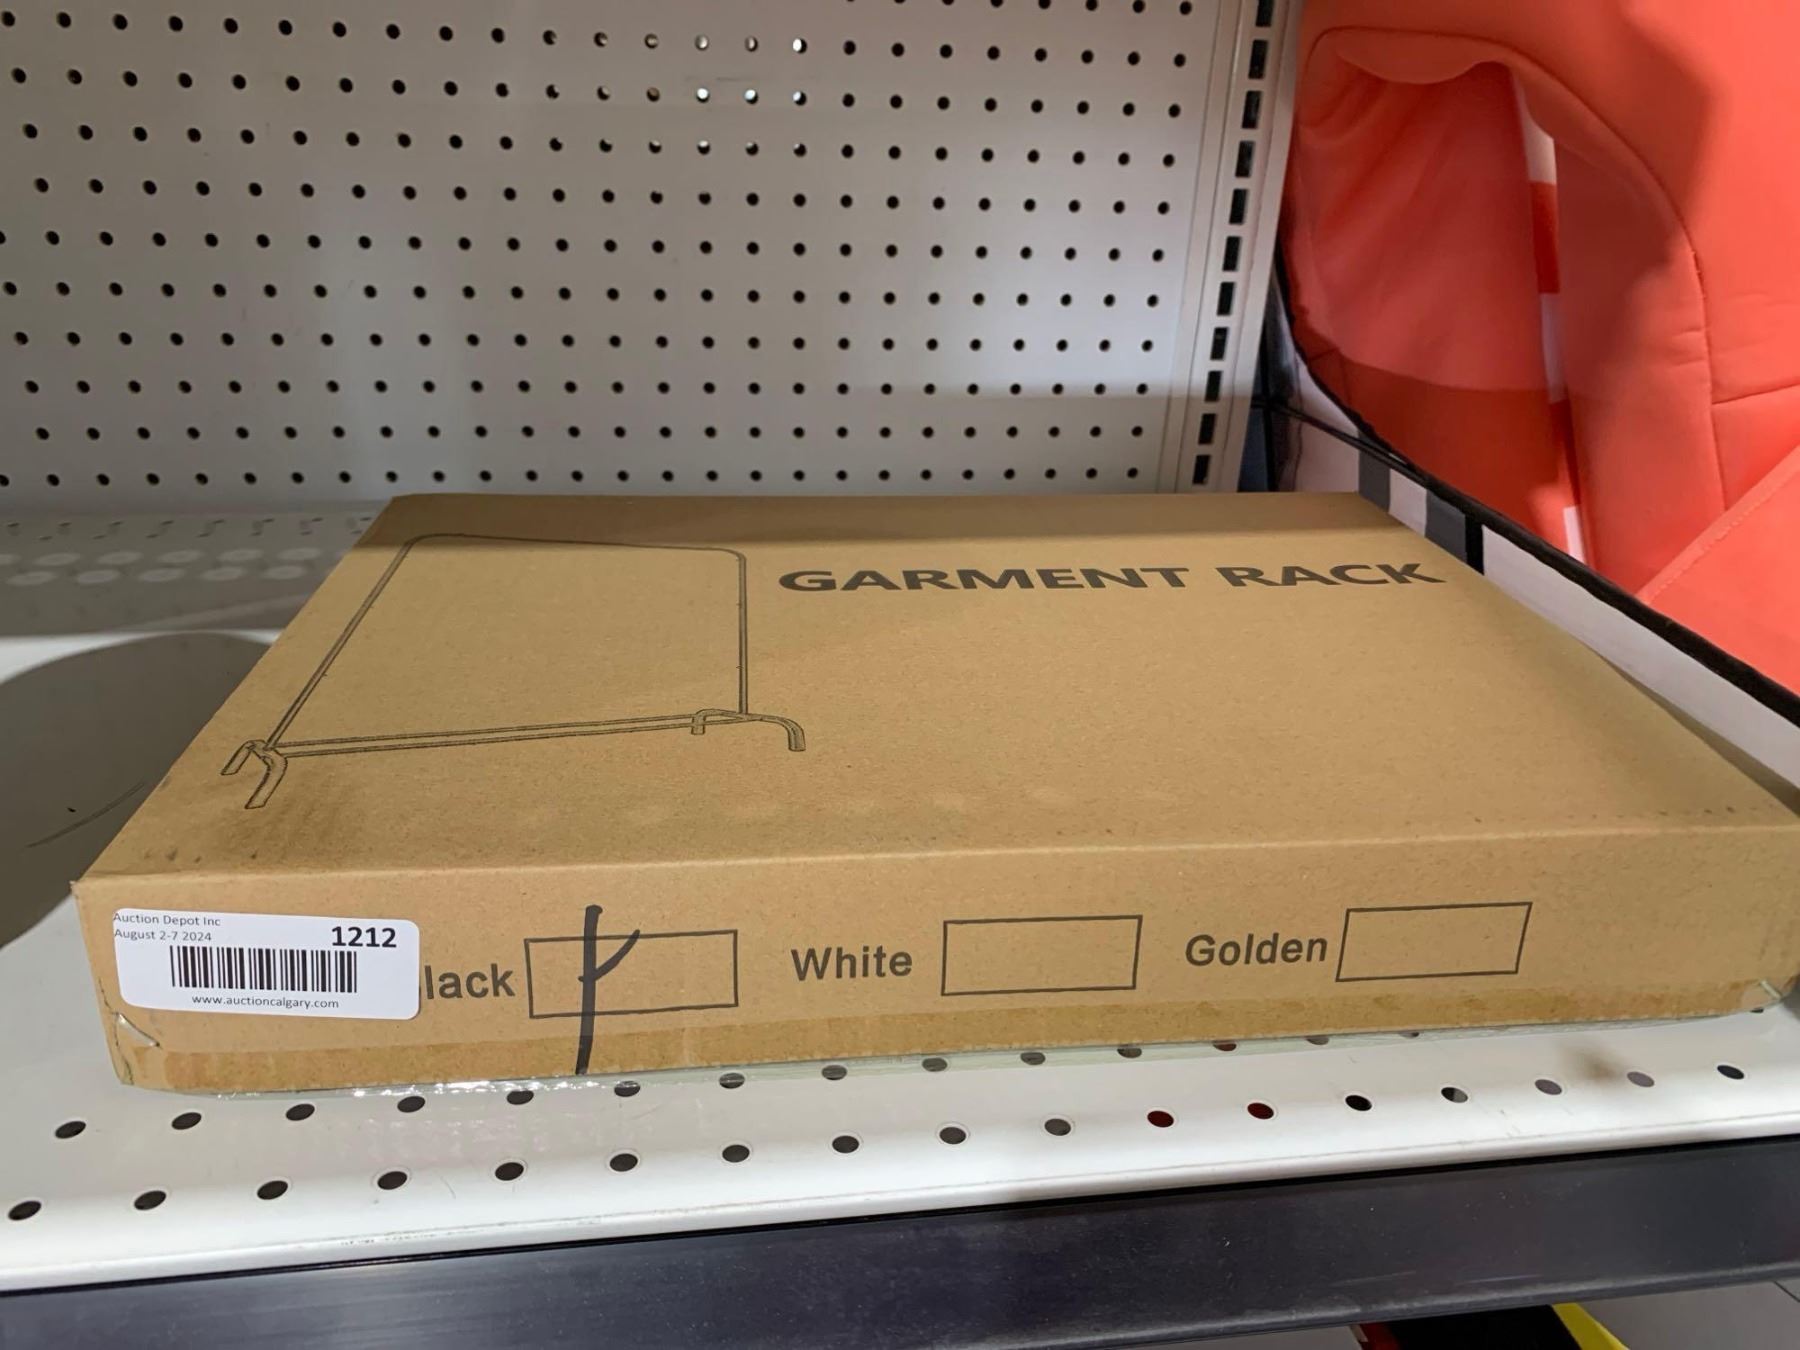 GARMENT RACK
Auction Depot Inc
August 2-7 2024
1212
www.auctioncalgary.com
lack
White
Golden